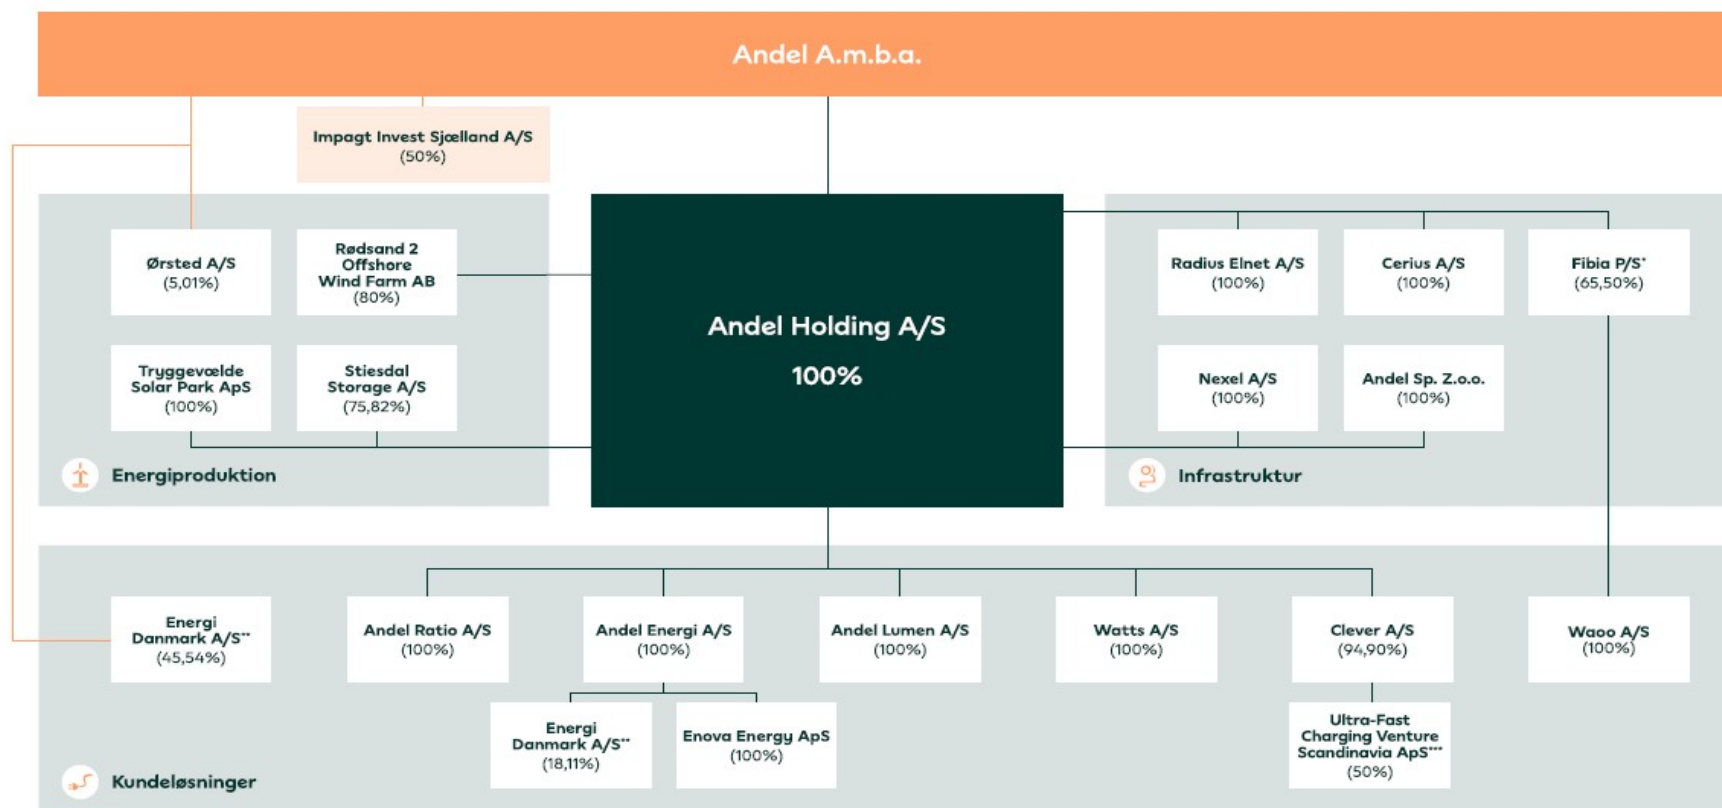 Andel A.m.b.a.
Impagt Invest Sjælland A/S
(50%)
Ørsted A/S
(5,01%)
Rødsand 2
Offshore
Wind Farm AB
(80%)
Tryggevælde
Solar Park ApS
(100%)
Stiesdal
Storage A/S
(75,82%)
Energiproduktion
Andel Holding A/S
100%
Radius Elnet A/S
(100%)
Cerius A/S
(100%)
Fibia P/S*
(65,50%)
Nexel A/S
(100%)
Andel Sp. Z.o.o.
(100%)
Infrastruktur
Energi
Danmark A/S**
(45,54%)
Andel Ratio A/S
(100%)
Andel Energi A/S
(100%)
Andel Lumen A/S
(100%)
Watts A/S
(100%)
Clever A/S
(94,90%)
Waoo A/S
(100%)
Energi
Danmark A/S**
(18,11%)
Enova Energy ApS
(100%)
Ultra-Fast
Charging Venture
Scandinavia ApS***
(50%)
Kundeløsninger